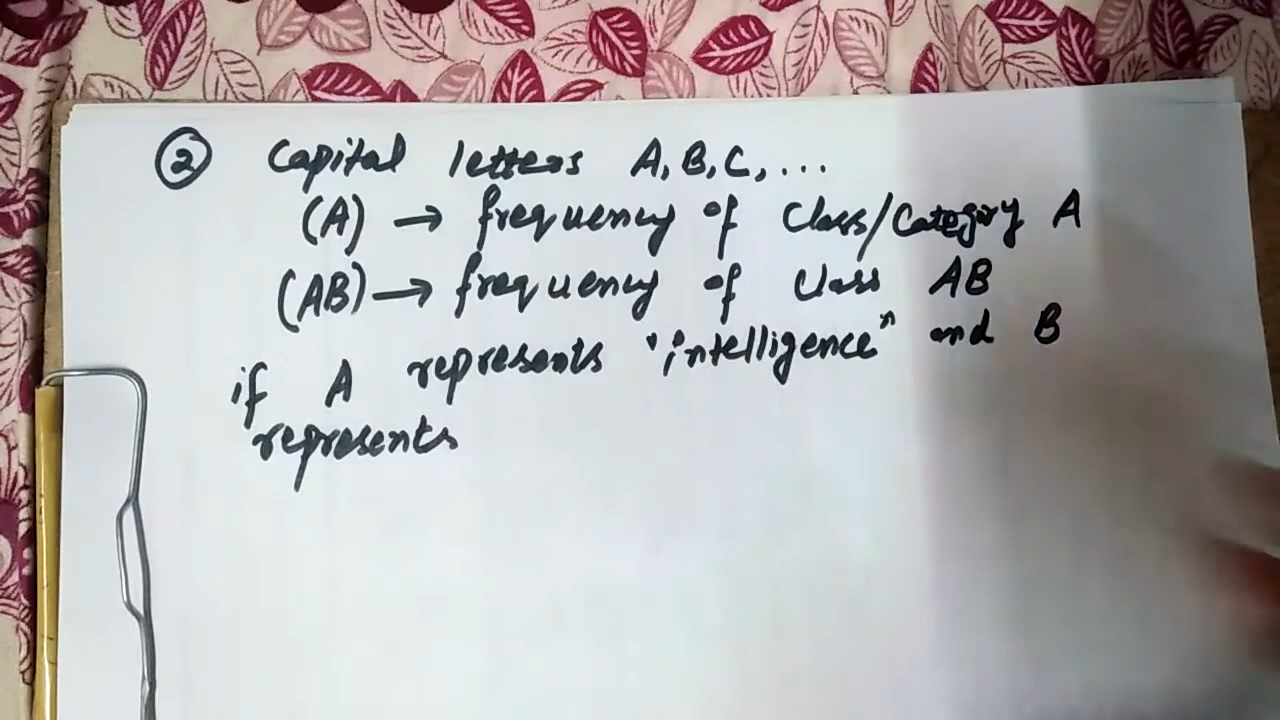 ② Capital letters A, B, C, ...
(A) → frequency of Class/Category A
(AB) → frequency of Class AB
if A represents "intelligence" and B
represents